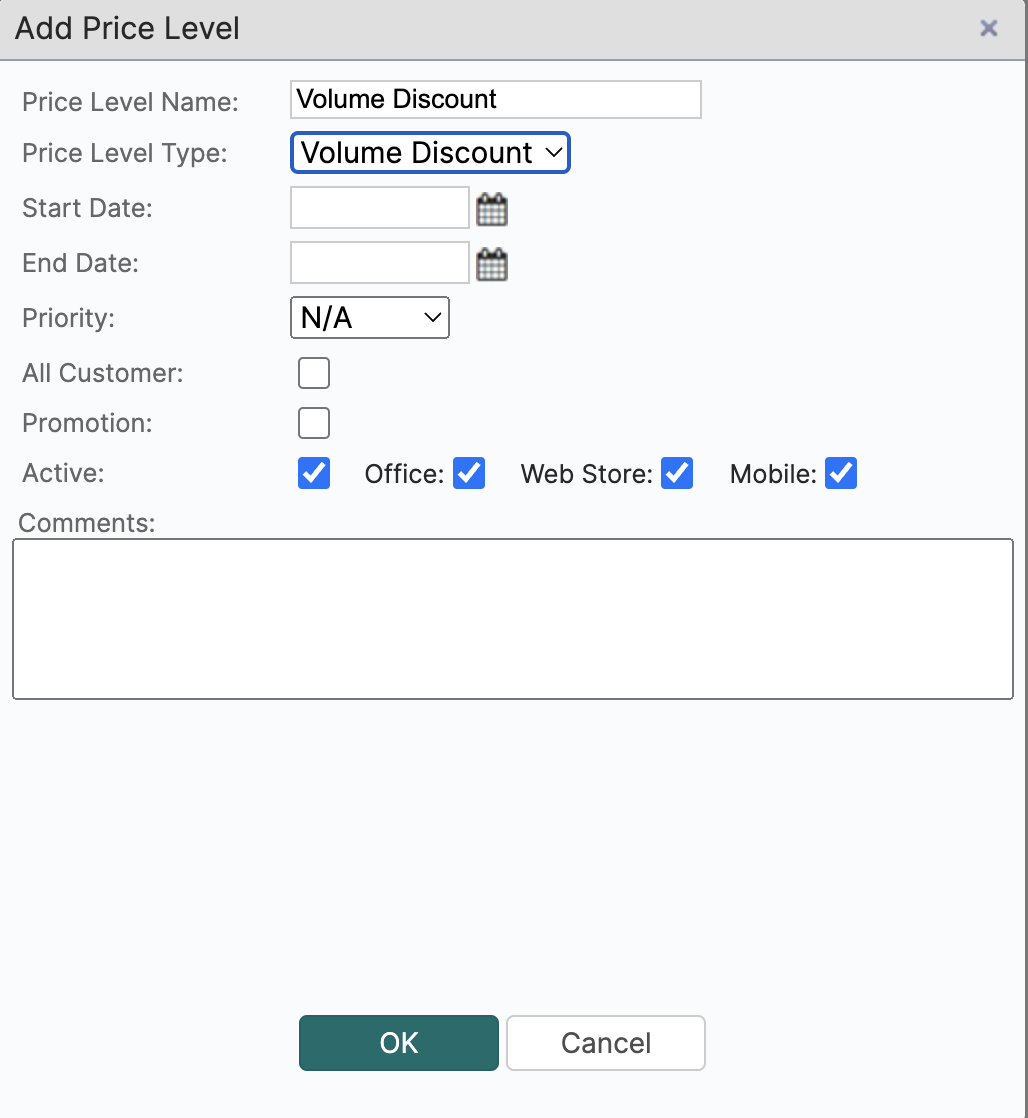 Add Price Level
Price Level Name: Volume Discount
Price Level Type: Volume Discount
Start Date:
End Date:
Priority: N/A
All Customer:
Promotion:
Active: Office: Web Store: Mobile:
Comments:
OK Cancel